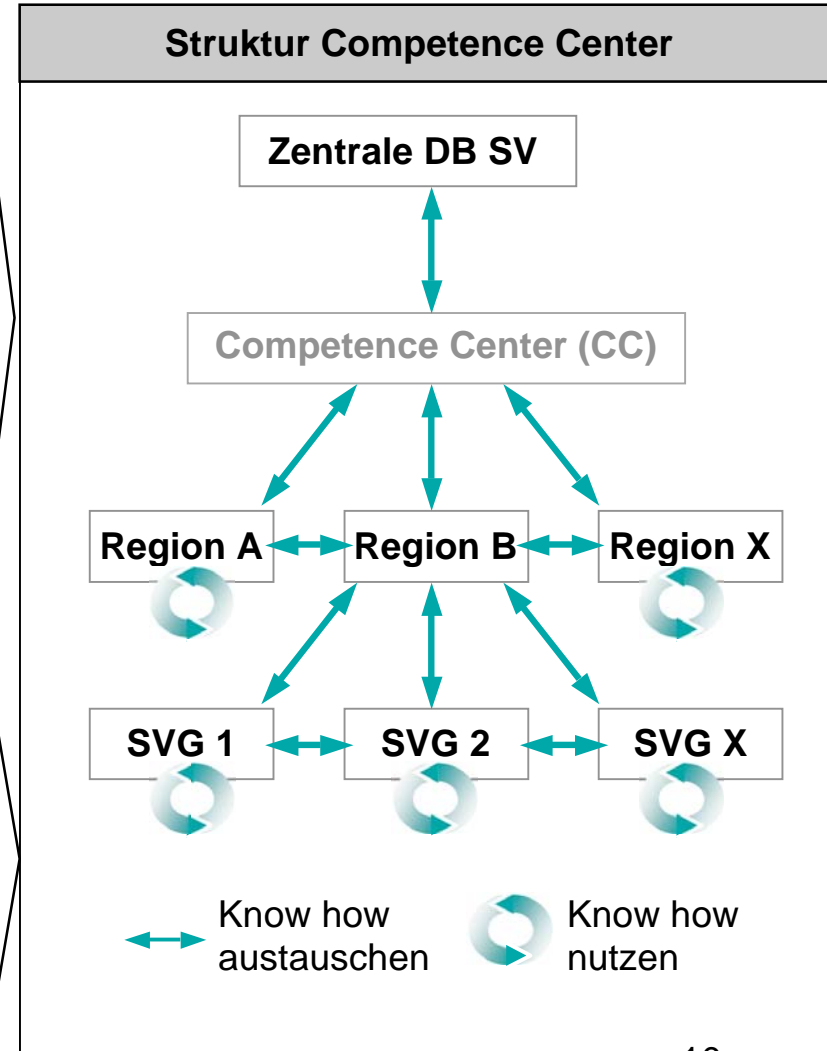 Struktur Competence Center
Zentrale DB SV
Competence Center (CC)
Region A Region B Region X
SVG 1 SVG 2 SVG X
Know how Know how
austauschen nutzen